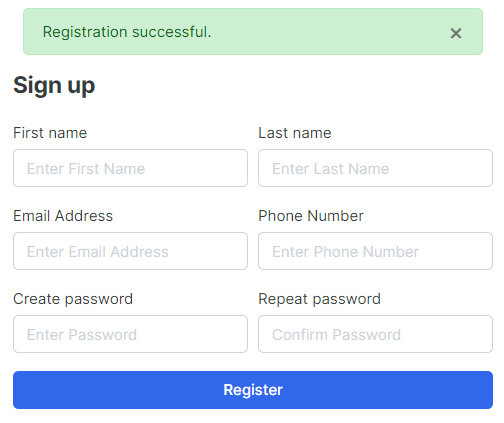 Registration successful. ×
Sign up
First name Last name
Enter First Name Enter Last Name
Email Address Phone Number
Enter Email Address Enter Phone Number
Create password Repeat password
Enter Password Confirm Password
Register